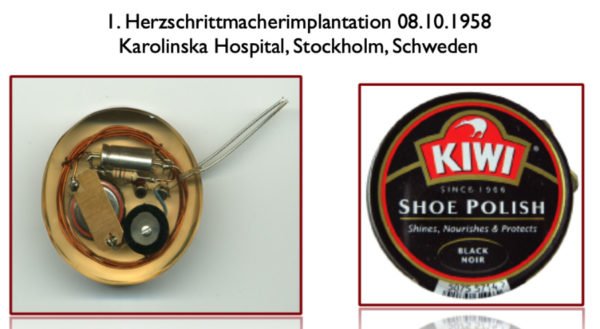 1. Herzschrittmacherimplantation 08.10.1958
Karolinska Hospital, Stockholm, Schweden
KIWI
®
SINCE 1906
SHOE POLISH
Shines, Nourishes & Protects
BLACK
NOIR